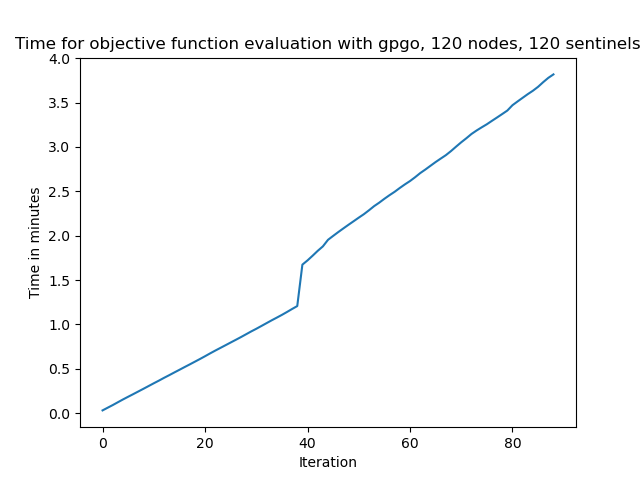 Time for objective function evaluation with gpgo, 120 nodes, 120 sentinels
4.0
3.5
3.0
2.5
2.0
1.5
1.0
0.5
0.0
Time in minutes
0 20 40 60 80
Iteration